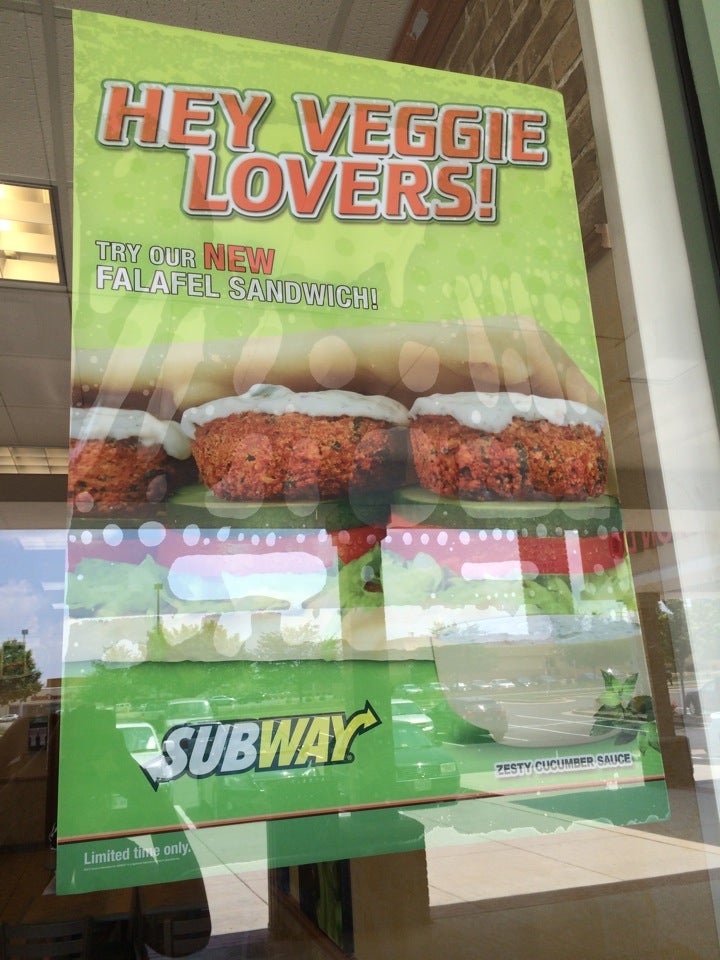 HEY VEGGIE
LOVERS!
TRY OUR NEW
FALAFEL SANDWICH!
SUBWAY
ZESTY CUCUMBER SAUCE
Limited time only.